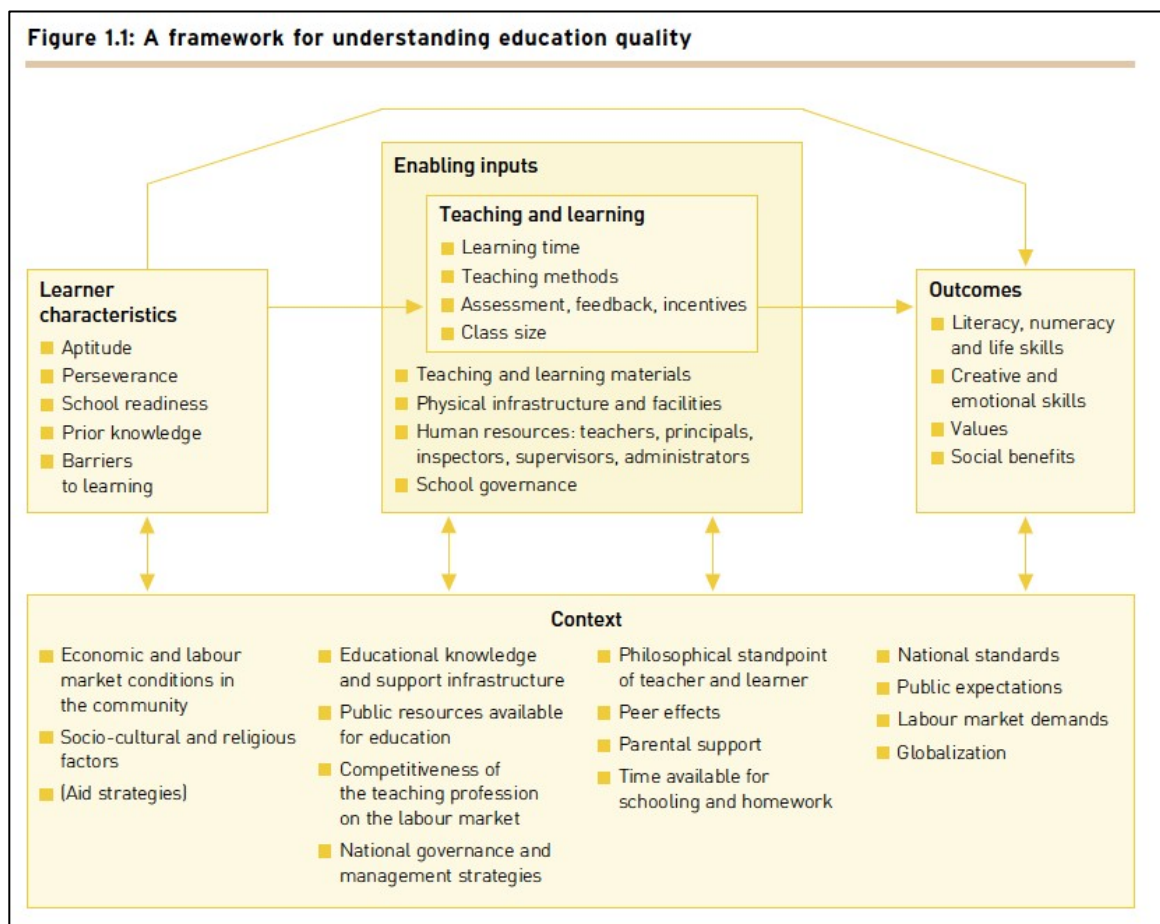 Figure 1.1: A framework for understanding education quality
Enabling inputs
Teaching and learning
Learning time
Teaching methods
Assessment, feedback, incentives
Class size
Teaching and learning materials
Physical infrastructure and facilities
Human resources: teachers, principals,
inspectors, supervisors, administrators
School governance
Learner
characteristics
Aptitude
Perseverance
School readiness
Prior knowledge
Barriers
to learning
Outcomes
Literacy, numeracy
and life skills
Creative and
emotional skills
Values
Social benefits
Context
Economic and labour
market conditions in
the community
Socio-cultural and religious
factors
(Aid strategies)
Educational knowledge
and support infrastructure
Public resources available
for education
Competitiveness of
the teaching profession
on the labour market
National governance and
management strategies
Philosophical standpoint
of teacher and learner
Peer effects
Parental support
Time available for
schooling and homework
National standards
Public expectations
Labour market demands
Globalization